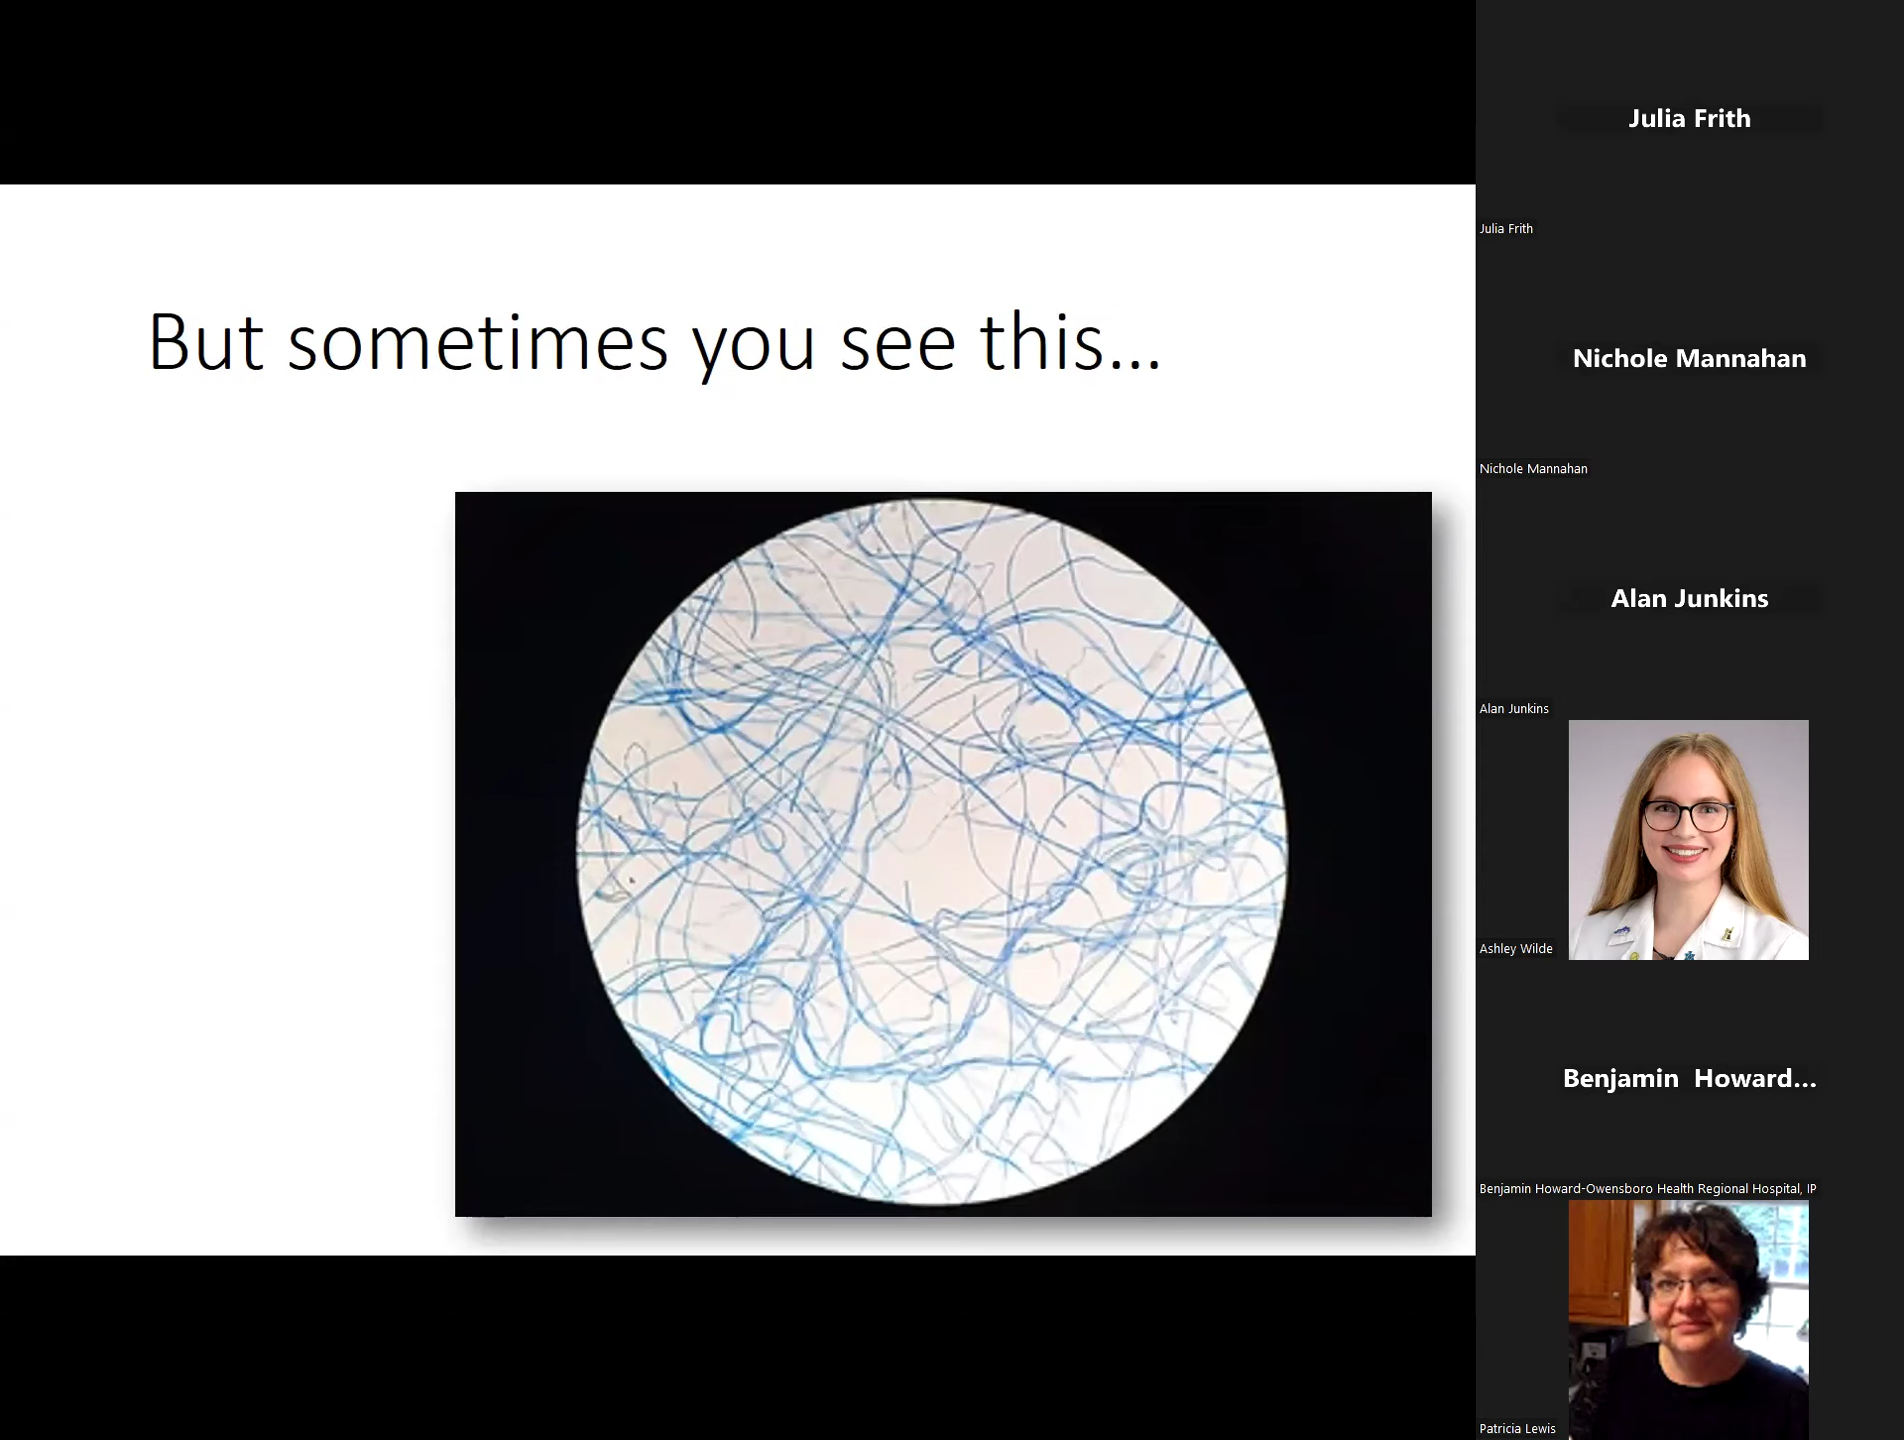 But sometimes you see this...
Julia Frith
Julia Frith
Nichole Mannahan
Nichole Mannahan
Alan Junkins
Alan Junkins
Ashley Wilde
Benjamin  Howard...
Benjamin Howard-Owensboro Health Regional Hospital, IP
Patricia Lewis